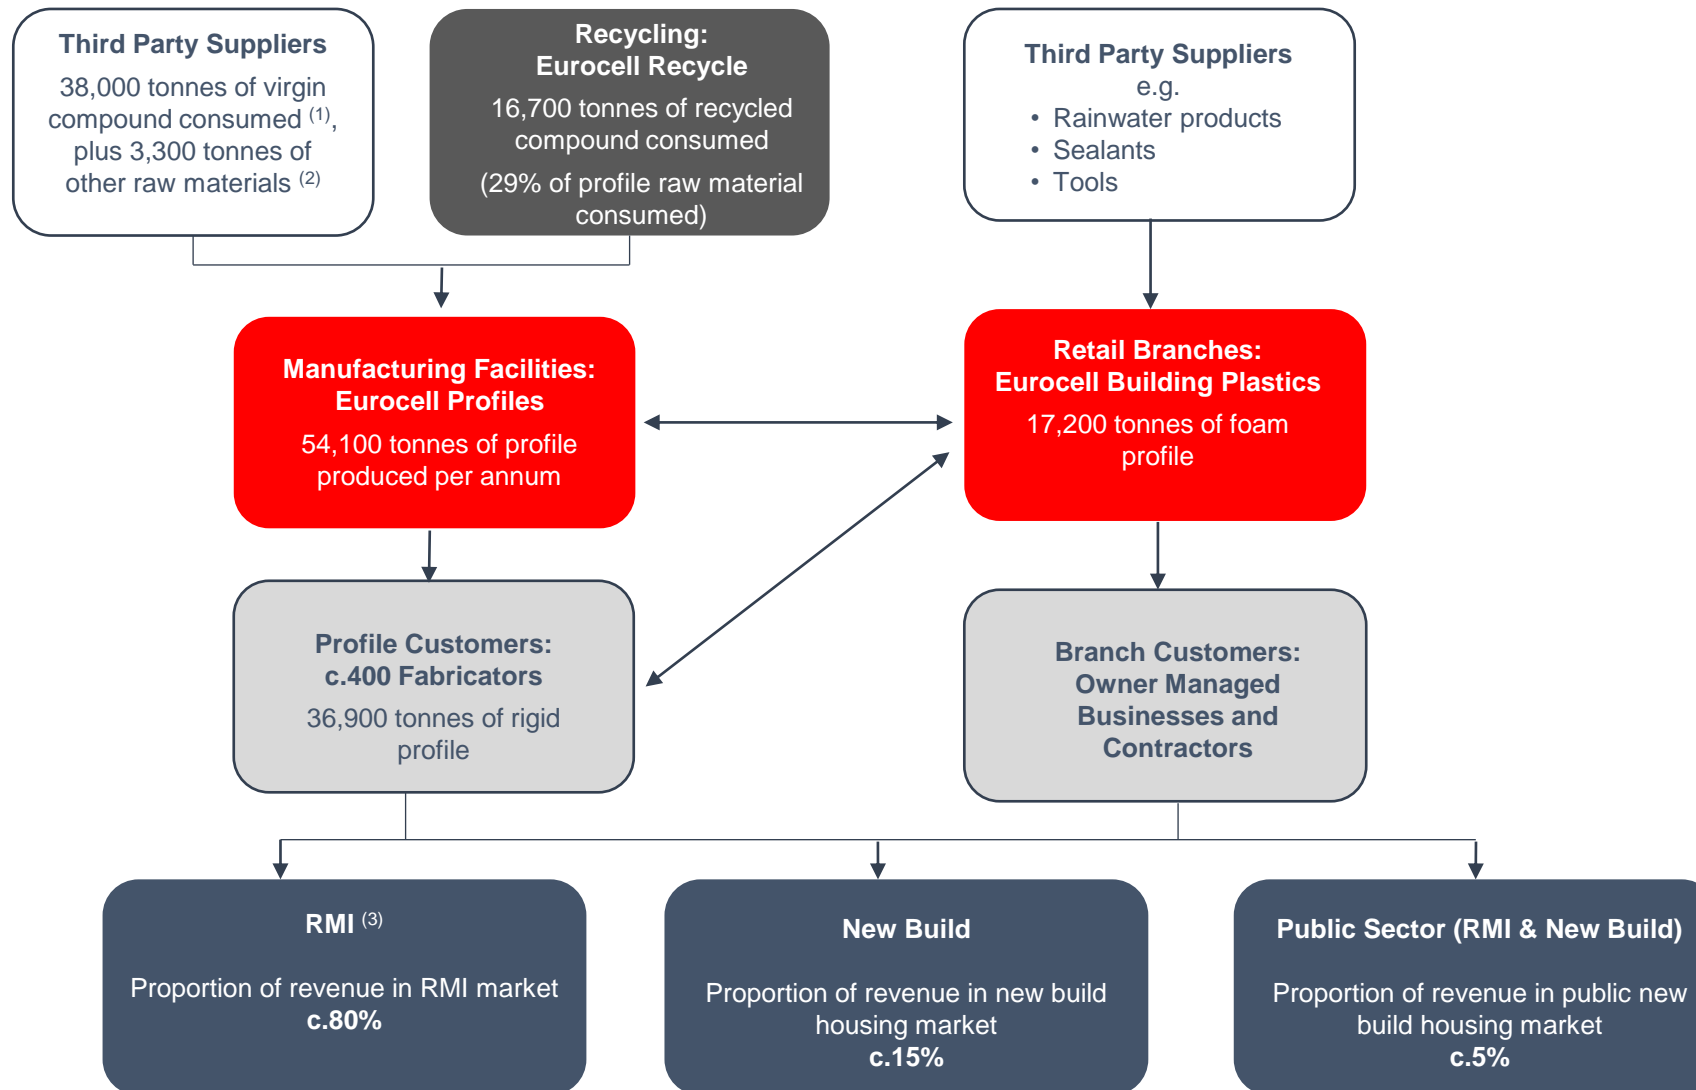 Third Party Suppliers
38,000 tonnes of virgin
compound consumed (1),
plus 3,300 tonnes of
other raw materials (2)
Recycling:
Eurocell Recycle
16,700 tonnes of recycled
compound consumed
(29% of profile raw material
consumed)
Third Party Suppliers
e.g.
• Rainwater products
• Sealants
• Tools
Manufacturing Facilities:
Eurocell Profiles
54,100 tonnes of profile
produced per annum
Retail Branches:
Eurocell Building Plastics
17,200 tonnes of foam
profile
Profile Customers:
c.400 Fabricators
36,900 tonnes of rigid
profile
Branch Customers:
Owner Managed
Businesses and
Contractors
RMI (3)
Proportion of revenue in RMI market
c.80%
New Build
Proportion of revenue in new build
housing market
c.15%
Public Sector (RMI & New Build)
Proportion of revenue in public new
build housing market
c.5%